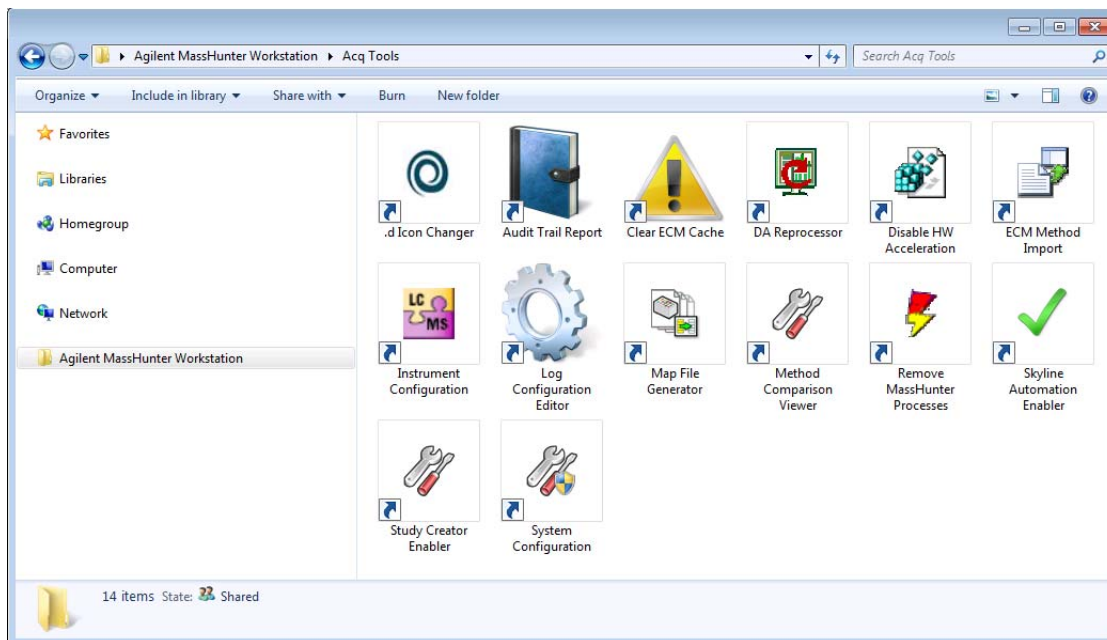 Agilent MassHunter Workstation Acq Tools
Search Acq Tools
Organize Include in library Share with Burn New folder
Favorites
Libraries
Homegroup
Computer
Network
Agilent MassHunter Workstation
.d Icon Changer
Audit Trail Report
Clear ECM Cache
DA Reprocessor
Disable HW
Acceleration
ECM Method
Import
LC
MS
Instrument
Configuration
Log
Configuration
Editor
Map File
Generator
Method
Comparison
Viewer
Remove
MassHunter
Processes
Skyline
Automation
Enabler
Study Creator
Enabler
System
Configuration
14 items State: Shared